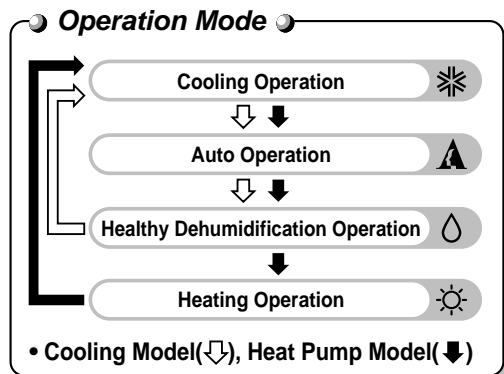 Operation Mode
Cooling Operation
Auto Operation
Healthy Dehumidification Operation
Heating Operation
• Cooling Model(⇩), Heat Pump Model(⬇)